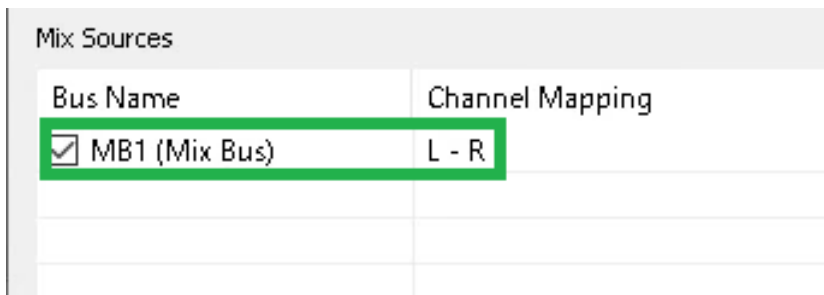 Mix Sources
Bus Name Channel Mapping
MB1 (Mix Bus) L - R